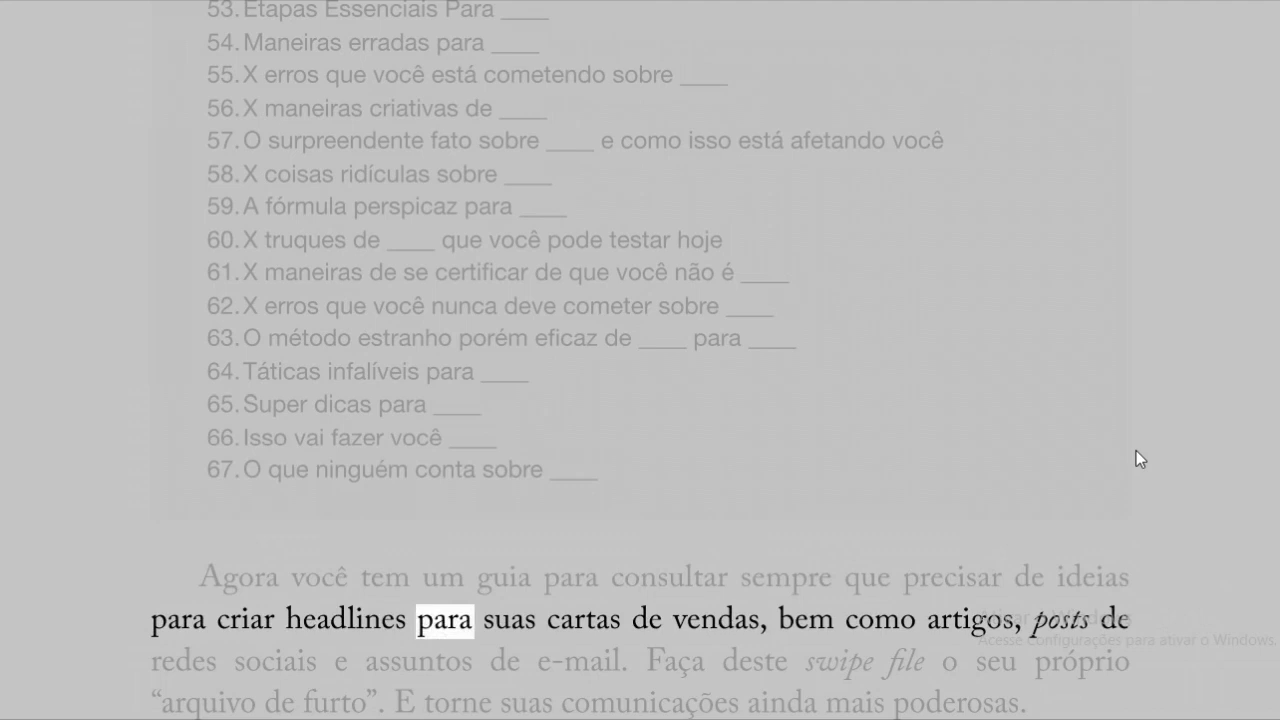 53. Etapas Essenciais Para ____
54. Maneiras erradas para ____
55. X erros que você está cometendo sobre ____
56. X maneiras criativas de ____
57. O surpreendente fato sobre ____ e como isso está afetando você
58. X coisas ridículas sobre ____
59. A fórmula perspicaz para ____
60. X truques de ____ que você pode testar hoje
61. X maneiras de se certificar de que você não é ____
62. X erros que você nunca deve cometer sobre ____
63. O método estranho porém eficaz de ____ para ____
64. Táticas infalíveis para ____
65. Super dicas para ____
66. Isso vai fazer você ____
67. O que ninguém conta sobre ____
Agora você tem um guia para consultar sempre que precisar de ideias
para criar headlines para suas cartas de vendas, bem como artigos, posts de
Acesse Configurações para ativar o Windows.
redes sociais e assuntos de e-mail. Faça deste swipe file o seu próprio
“arquivo de furto”. E torne suas comunicações ainda mais poderosas.